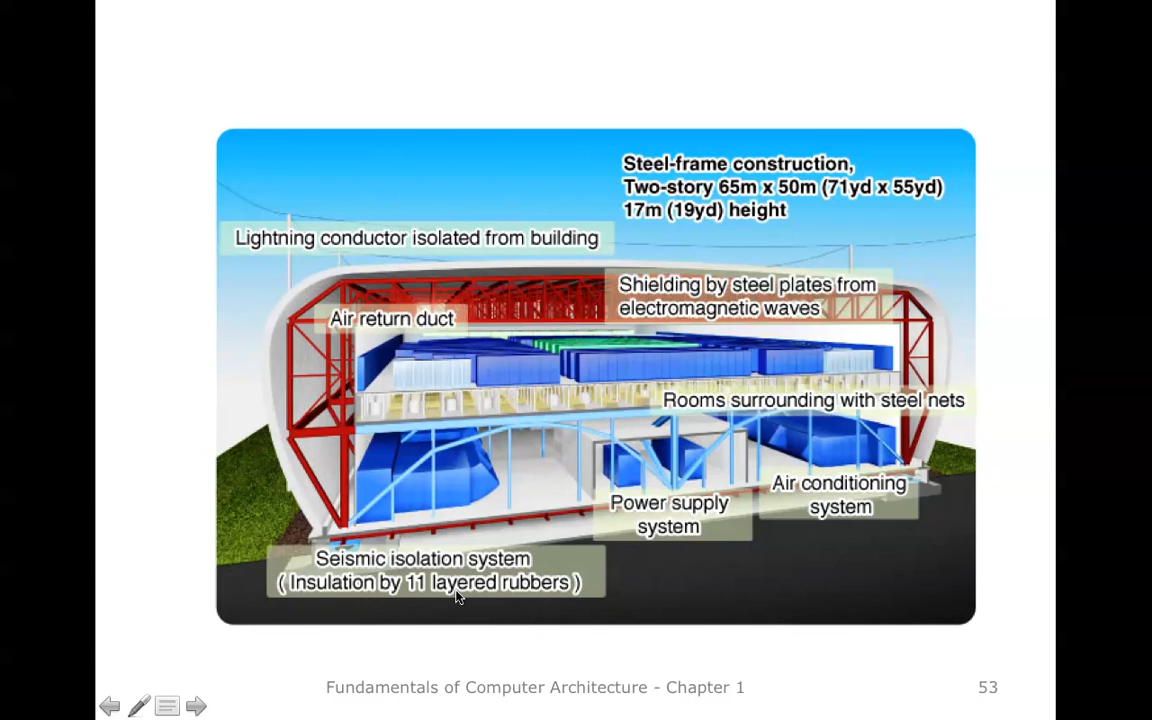 Steel-frame construction,
Two-story 65m x 50m (71yd x 55yd)
17m (19yd) height
Lightning conductor isolated from building
Shielding by steel plates from
electromagnetic waves
Air return duct
Rooms surrounding with steel nets
Air conditioning
system
Power supply
system
Seismic isolation system
( Insulation by 11 layered rubbers )
Fundamentals of Computer Architecture - Chapter 1
53